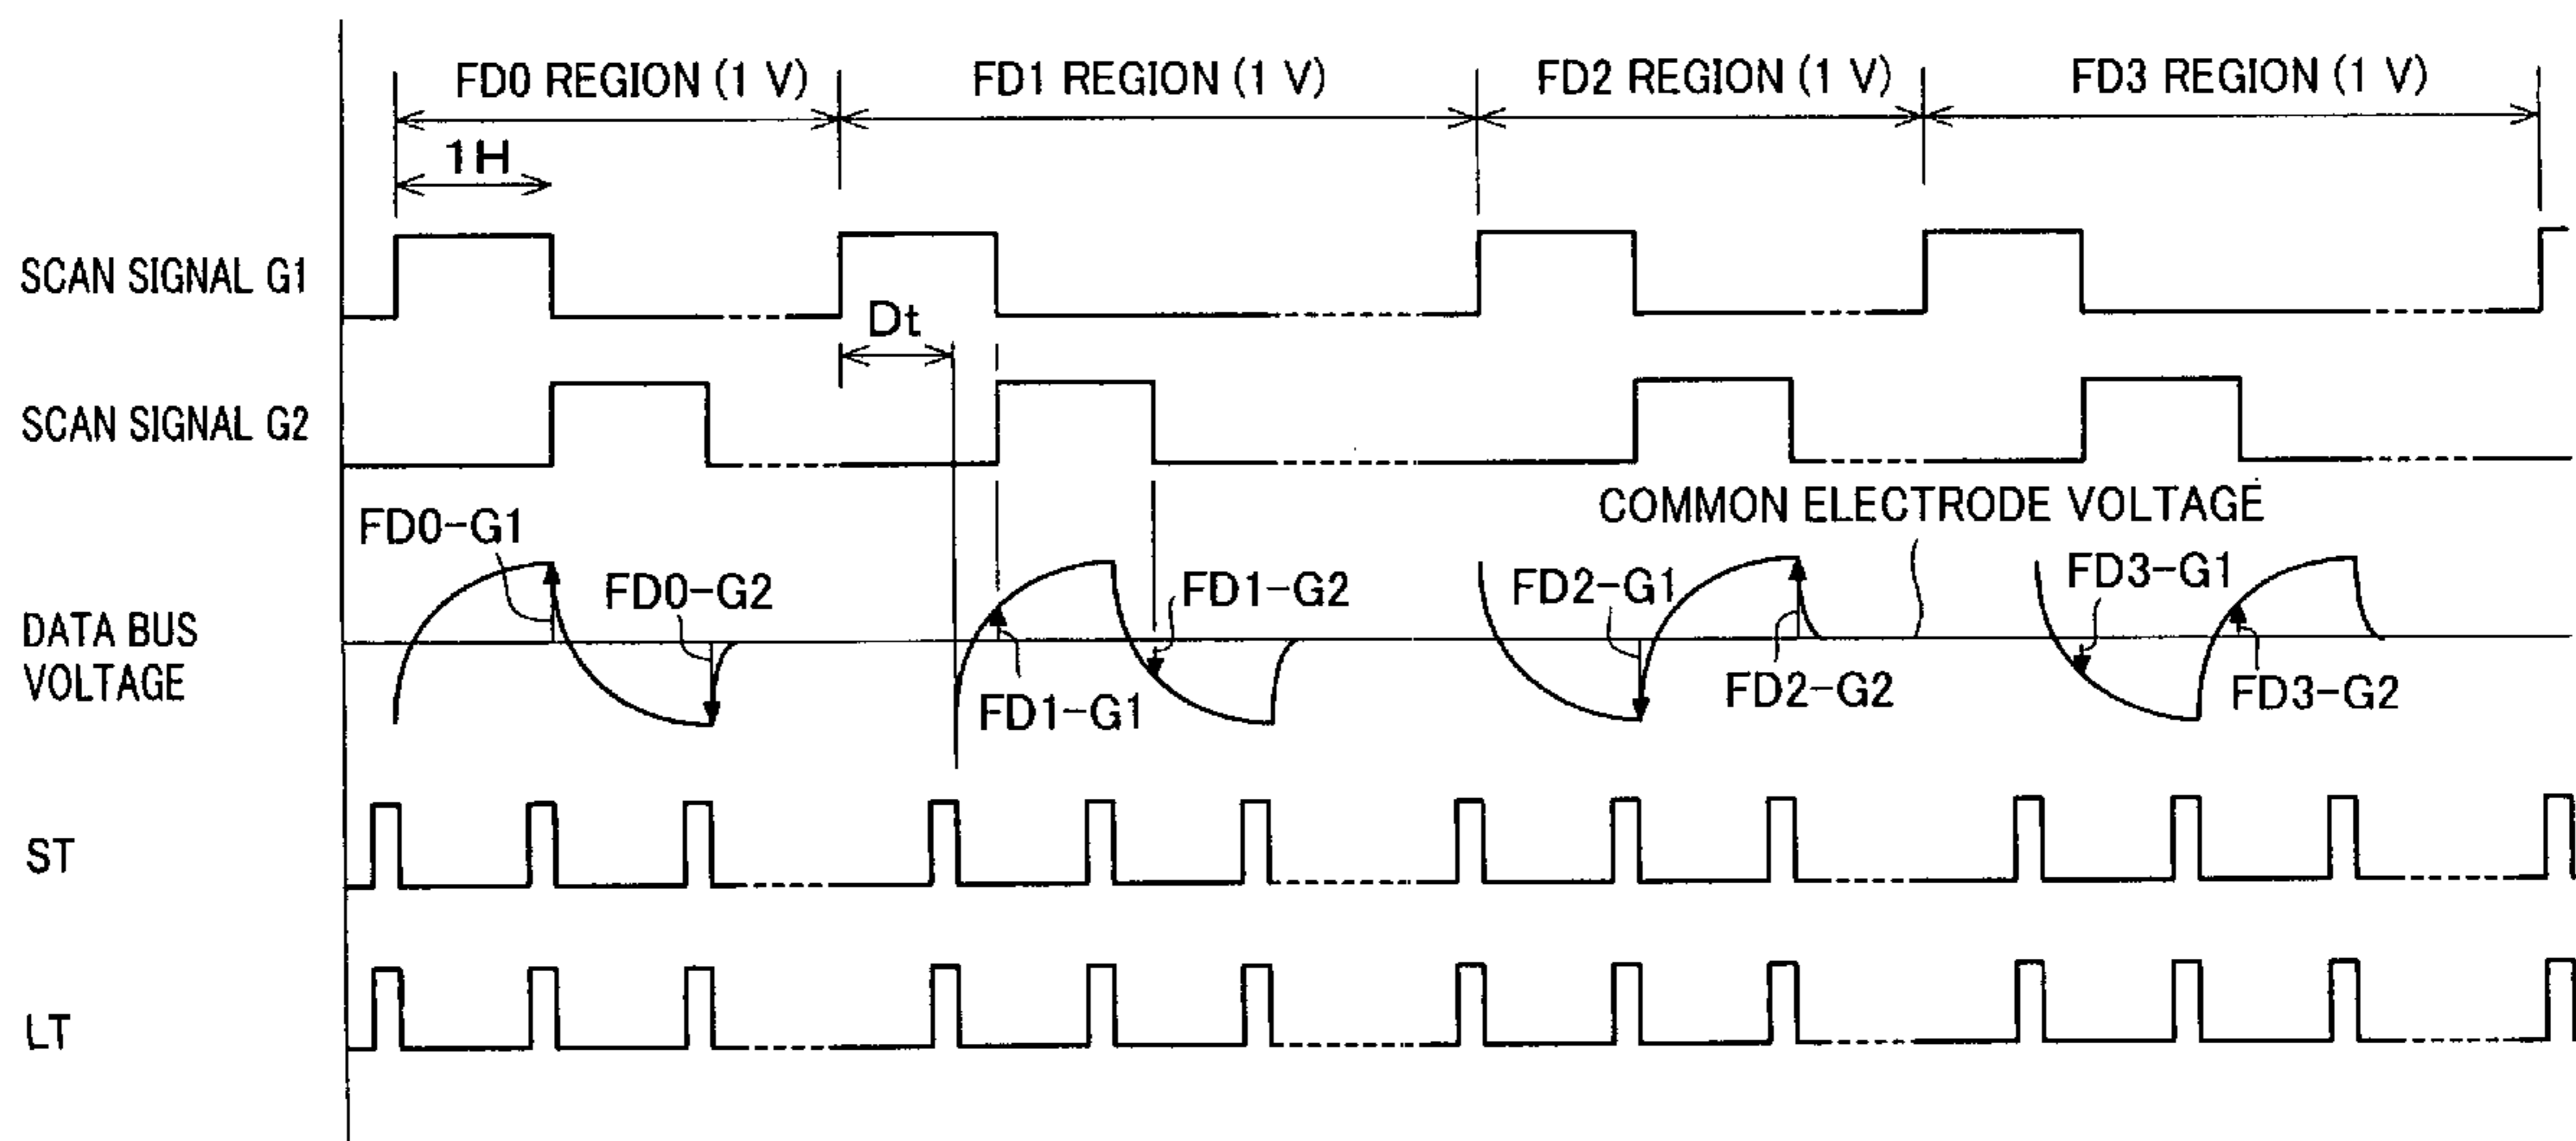 FD0 REGION (1 V)
FD1 REGION (1 V)
FD2 REGION (1 V)
FD3 REGION (1 V)
1H
SCAN SIGNAL G1
Dt
SCAN SIGNAL G2
COMMON ELECTRODE VOLTAGE
FD0-G1
FD0-G2
FD1-G2
FD2-G1
FD3-G1
DATA BUS
VOLTAGE
FD1-G1
FD2-G2
FD3-G2
ST
LT